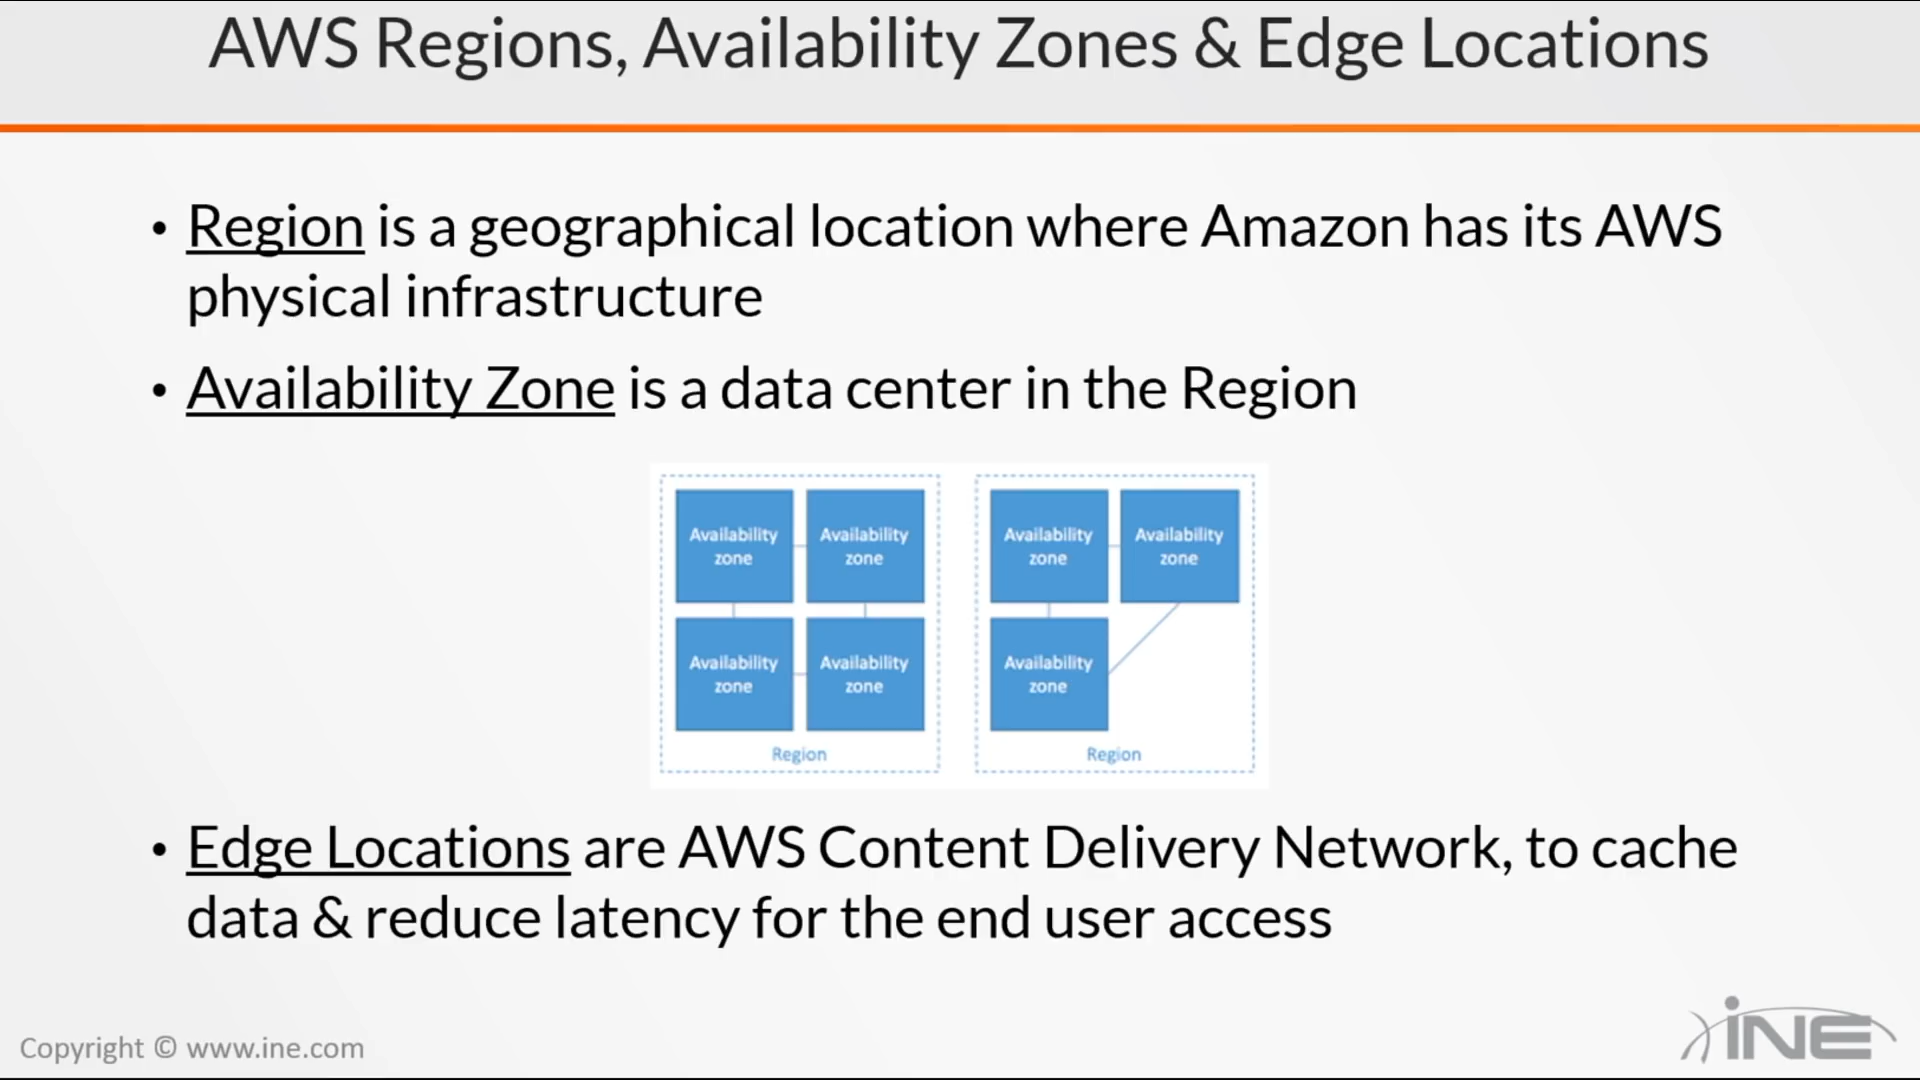 AWS Regions, Availability Zones & Edge Locations
• Region is a geographical location where Amazon has its AWS
physical infrastructure
• Availability Zone is a data center in the Region
Availability
zone
Availability
zone
Availability
zone
Availability
zone
Region
Availability
zone
Availability
zone
Availability
zone
Region
• Edge Locations are AWS Content Delivery Network, to cache
data & reduce latency for the end user access
Copyright © www.ine.com
iNE